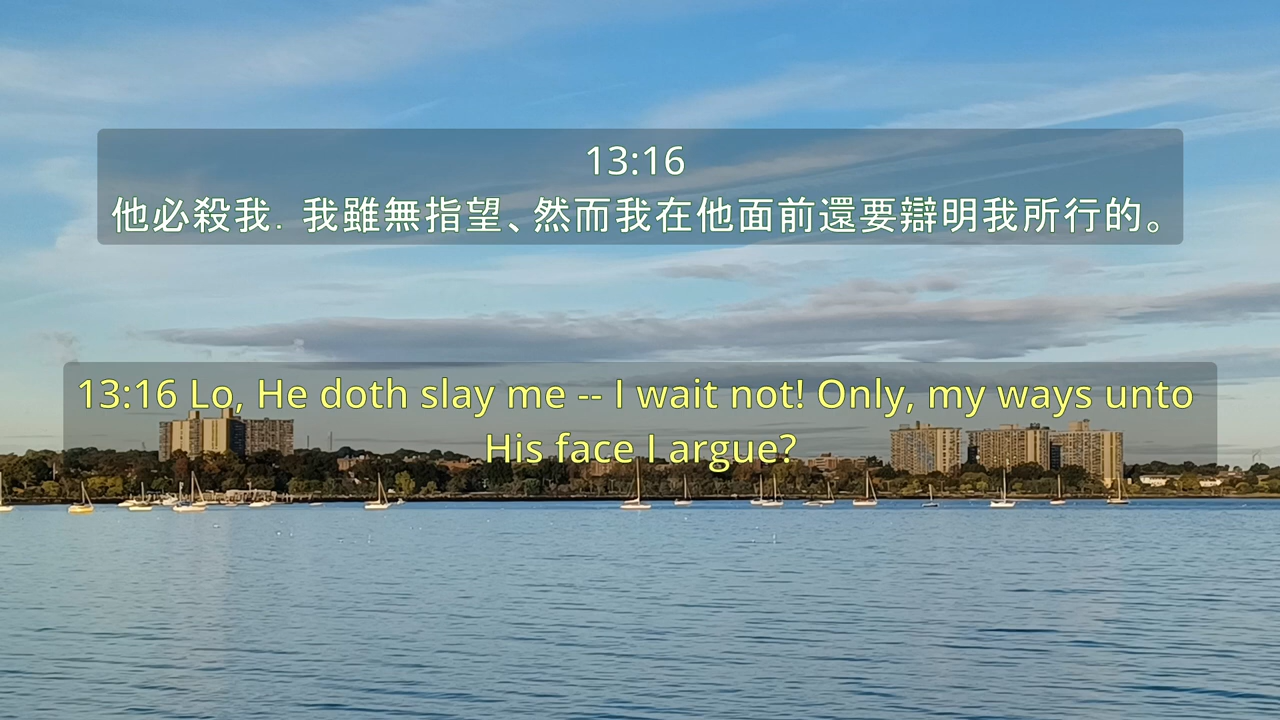 13:16
他必殺我. 我雖無指望、然而我在他面前還要辯明我所行的。
13:16 Lo, He doth slay me -- I wait not! Only, my ways unto
His face I argue?